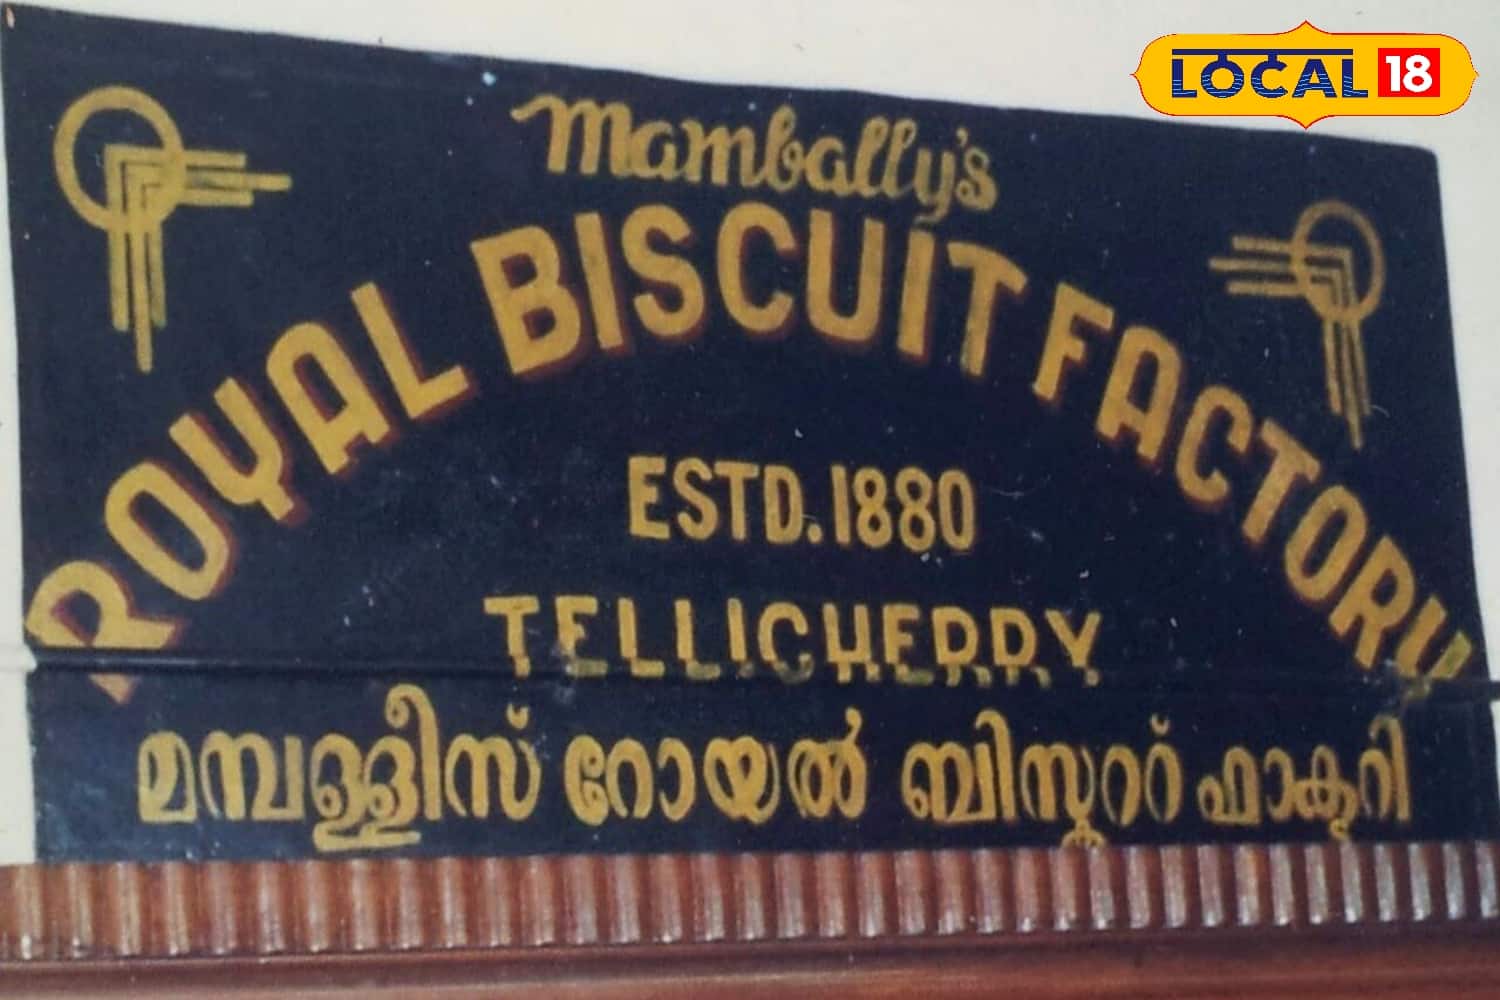 LOCAL 18
Mambally's
ROYAL BISCUIT FACTORY
ESTD. 1880
TELLICHERRY
മമ്പള്ളീസ് റോയൽ ബിസ്കറ്റ് ഫാക്ടറി